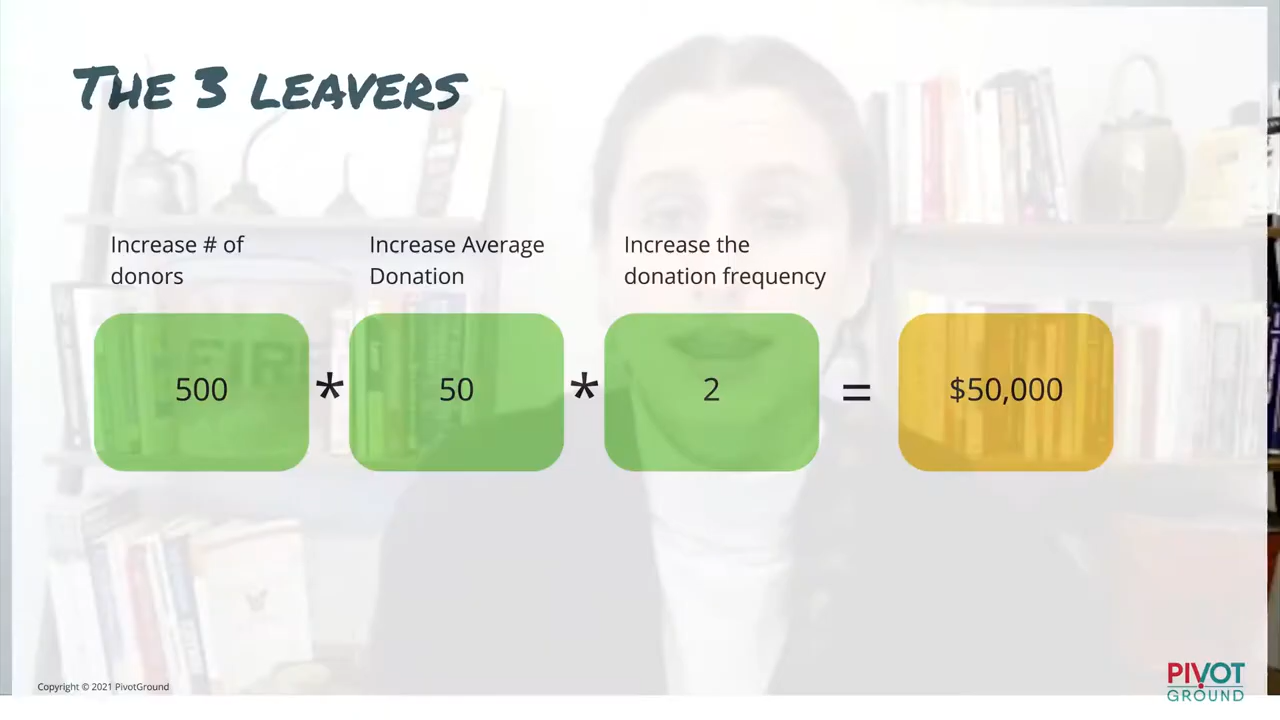 THE 3 LEAVERS
Increase # of
donors
Increase Average
Donation
Increase the
donation frequency
500
*
50
*
2
=
$50,000
Copyright © 2021 PivotGround
PIVOT
GROUND